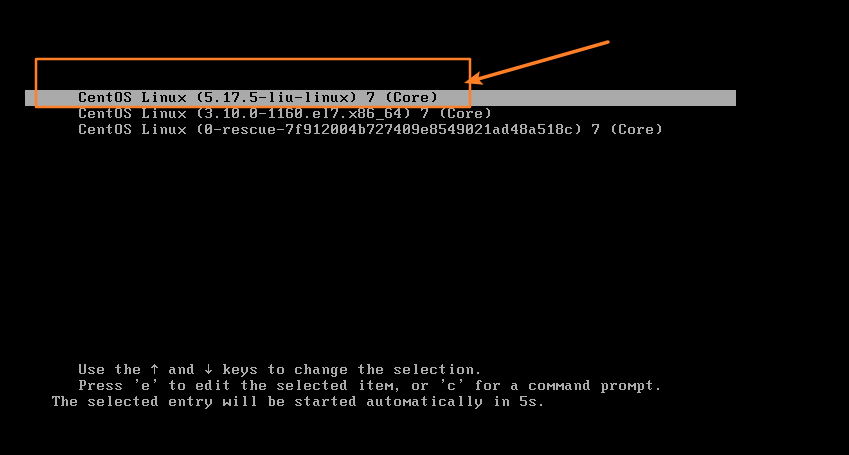 CentOS Linux (5.17.5-liu-linux) 7 (Core)
CentOS Linux (3.10.0-1160.el7.x86_64) 7 (Core)
CentOS Linux (0-rescue-7f912004b727409e8549021ad48a518c) 7 (Core)
Use the ↑ and ↓ keys to change the selection.
Press 'e' to edit the selected item, or 'c' for a command prompt.
The selected entry will be started automatically in 5s.